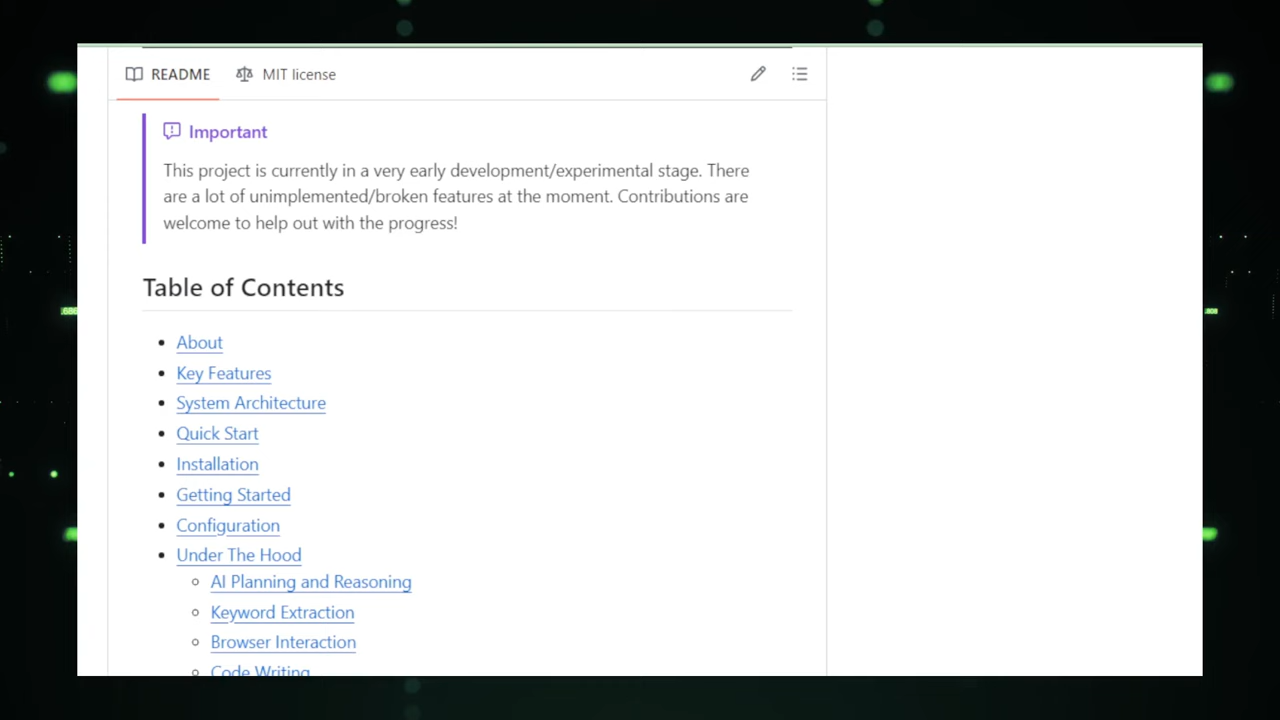 README MIT license
Important
This project is currently in a very early development/experimental stage. There
are a lot of unimplemented/broken features at the moment. Contributions are
welcome to help out with the progress!
Table of Contents
About
Key Features
System Architecture
Quick Start
Installation
Getting Started
Configuration
Under The Hood
AI Planning and Reasoning
Keyword Extraction
Browser Interaction
Code Writing